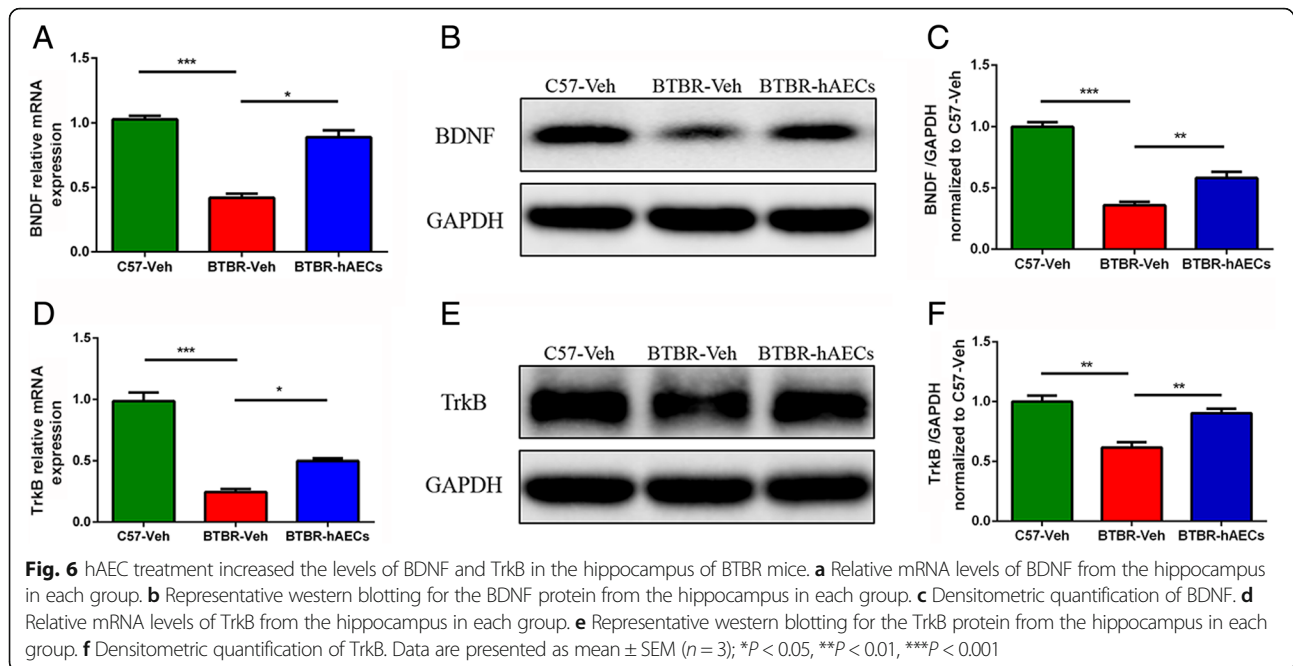 A
BNDF relative mRNA
expression
1.5
1.0
0.5
0.0
***
*
C57-Veh BTBR-Veh BTBR-hAECs
B
C57-Veh BTBR-Veh BTBR-hAECs
BDNF
GAPDH
C
BNDF /GAPDH
normalized to C57-Veh
1.5
1.0
0.5
0.0
***
**
C57-Veh BTBR-Veh BTBR-hAECs
D
TrkB relative mRNA
expression
1.5
1.0
0.5
0.0
***
*
C57-Veh BTBR-Veh BTBR-hAECs
E
C57-Veh BTBR-Veh BTBR-hAECs
TrkB
GAPDH
F
TrkB /GAPDH
normalized to C57-Veh
1.5
1.0
0.5
0.0
**
**
C57-Veh BTBR-Veh BTBR-hAECs
Fig. 6 hAEC treatment increased the levels of BDNF and TrkB in the hippocampus of BTBR mice. a Relative mRNA levels of BDNF from the hippocampus
in each group. b Representative western blotting for the BDNF protein from the hippocampus in each group. c Densitometric quantification of BDNF. d
Relative mRNA levels of TrkB from the hippocampus in each group. e Representative western blotting for the TrkB protein from the hippocampus in each
group. f Densitometric quantification of TrkB. Data are presented as mean ± SEM (n = 3); *P < 0.05, **P < 0.01, ***P < 0.001